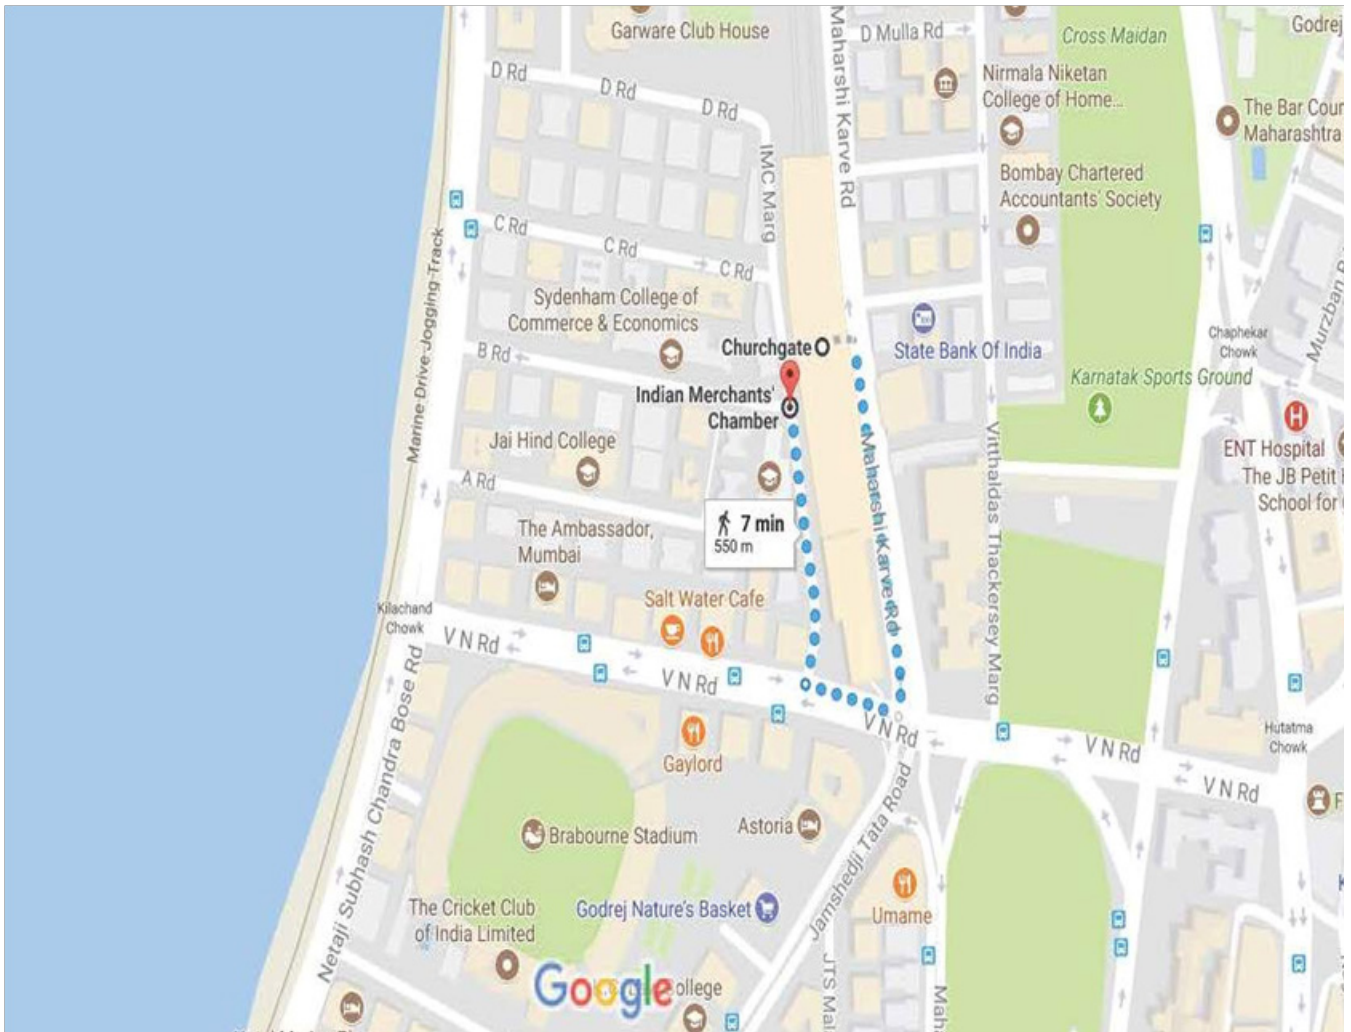 Garware Club House
D Mulla Rd
Cross Maidan
Godrej
D Rd
D Rd
D Rd
Maharshi Karve Rd
Nirmala Niketan
College of Home...
The Bar Cour
Maharashtra
IMC Marg
Bombay Chartered
Accountants' Society
C Rd
C Rd
C Rd
Marine Drive Jogging Track
Sydenham College of
Commerce & Economics
Churchgate
State Bank Of India
Chaphekar
Chowk
Murzban R
B Rd
Indian Merchants'
Chamber
Karnatak Sports Ground
Jai Hind College
Maharshi Karve Rd
Vitthaldas Thackersey Marg
ENT Hospital
The JB Petit H
School for
A Rd
The Ambassador,
Mumbai
7 min
550 m
Salt Water Cafe
Kilachand
Chowk
V N Rd
V N Rd
V N Rd
V N Rd
V N Rd
Hutatma
Chowk
Netaji Subhash Chandra Bose Rd
Gaylord
Brabourne Stadium
Astoria
Jamshedji Tata Road
The Cricket Club
of India Limited
Godrej Nature's Basket
Umame
Google
ollege
JTS Mal
Maha